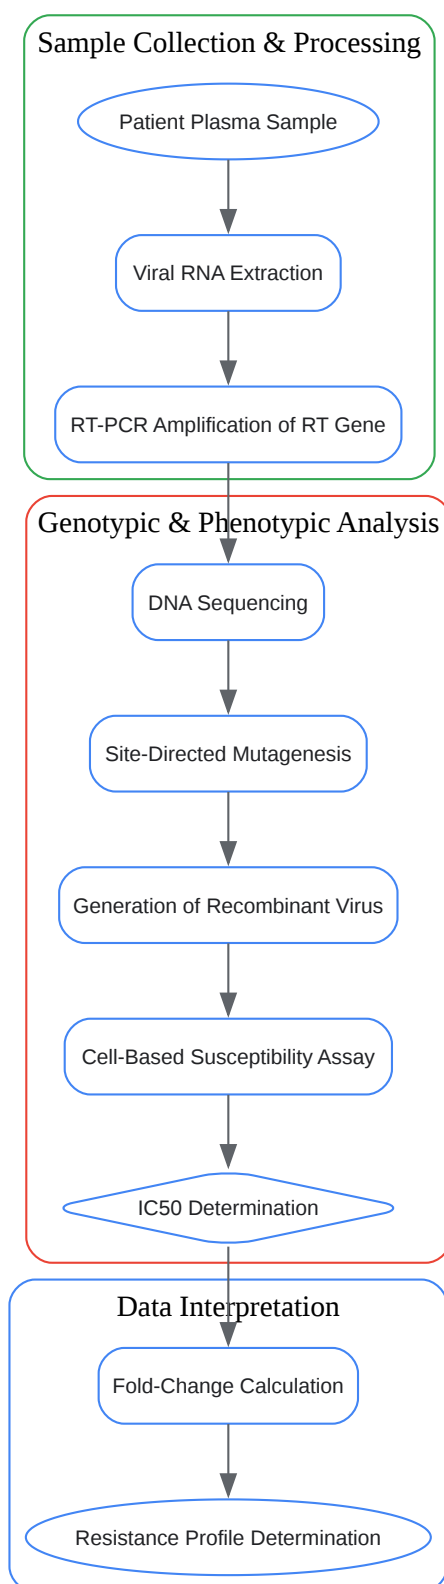 Sample Collection & Processing
Patient Plasma Sample
Viral RNA Extraction
RT-PCR Amplification of RT Gene
Genotypic & Phenotypic Analysis
DNA Sequencing
Site-Directed Mutagenesis
Generation of Recombinant Virus
Cell-Based Susceptibility Assay
IC50 Determination
Data Interpretation
Fold-Change Calculation
Resistance Profile Determination